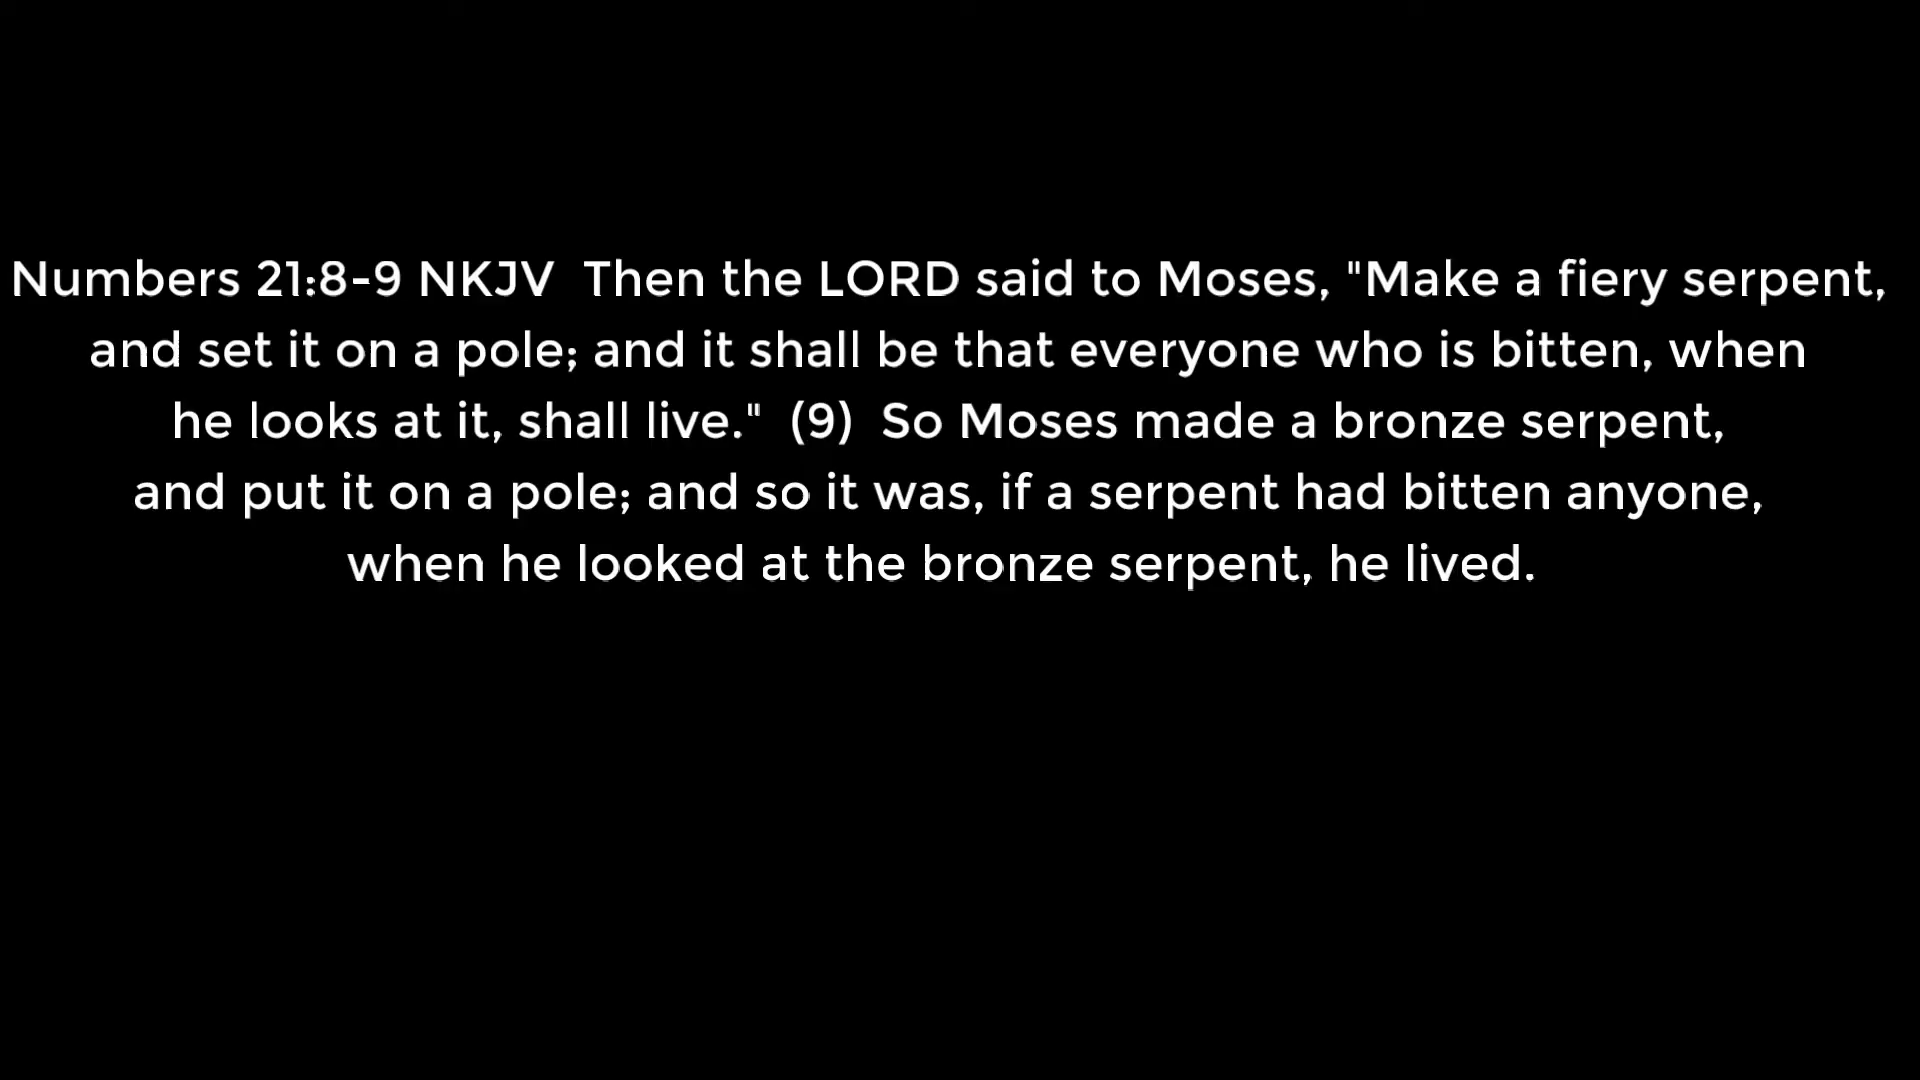 Numbers 21:8-9 NKJV  Then the LORD said to Moses, "Make a fiery serpent,
and set it on a pole; and it shall be that everyone who is bitten, when
he looks at it, shall live."  (9)  So Moses made a bronze serpent,
and put it on a pole; and so it was, if a serpent had bitten anyone,
when he looked at the bronze serpent, he lived.